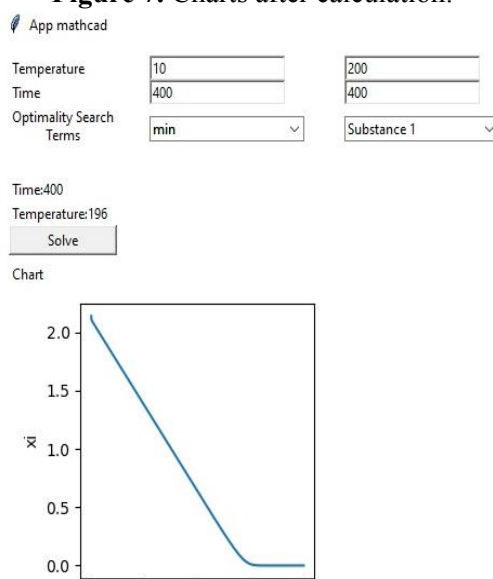 Figure 7. Charts after calculation.
App mathcad
Temperature 10 200
Time 400 400
Optimality Search Terms min Substance 1
Time:400
Temperature:196
Solve
Chart
2.0
1.5
xi
1.0
0.5
0.0